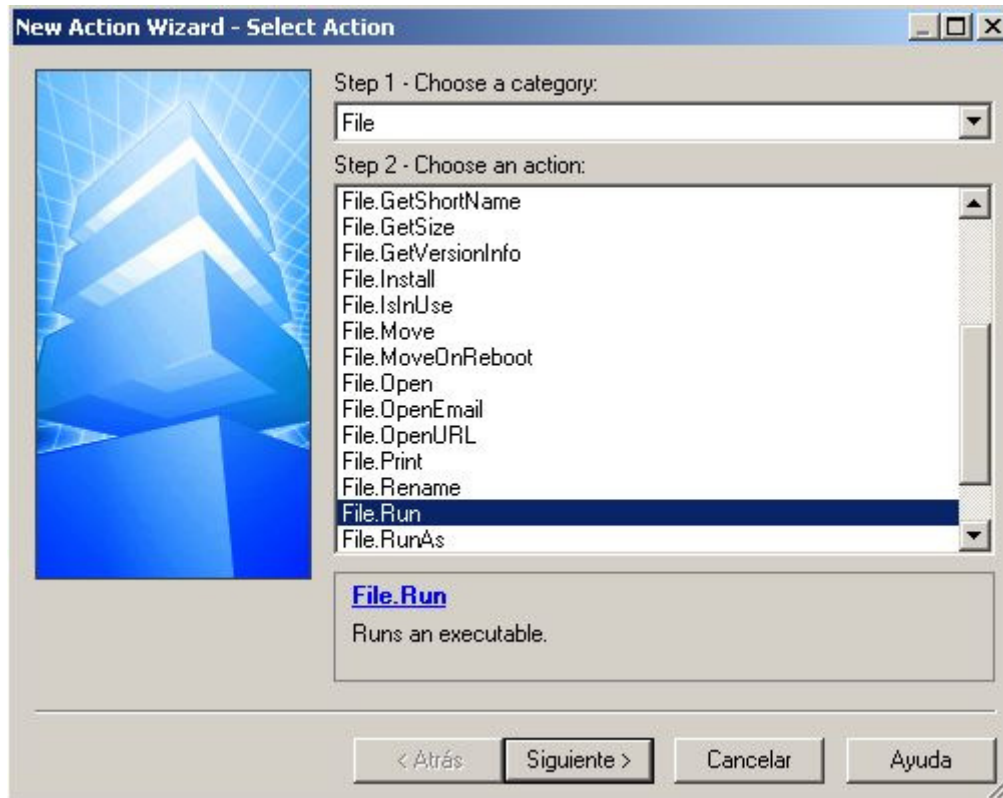 New Action Wizard - Select Action
Step 1 - Choose a category:
File
Step 2 - Choose an action:
File.GetShortName
File.GetSize
File.GetVersionInfo
File.Install
File.IsInUse
File.Move
File.MoveOnReboot
File.Open
File.OpenEmail
File.OpenURL
File.Print
File.Rename
File.Run
File.RunAs
File.Run
Runs an executable.
< Atrás
Siguiente >
Cancelar
Ayuda